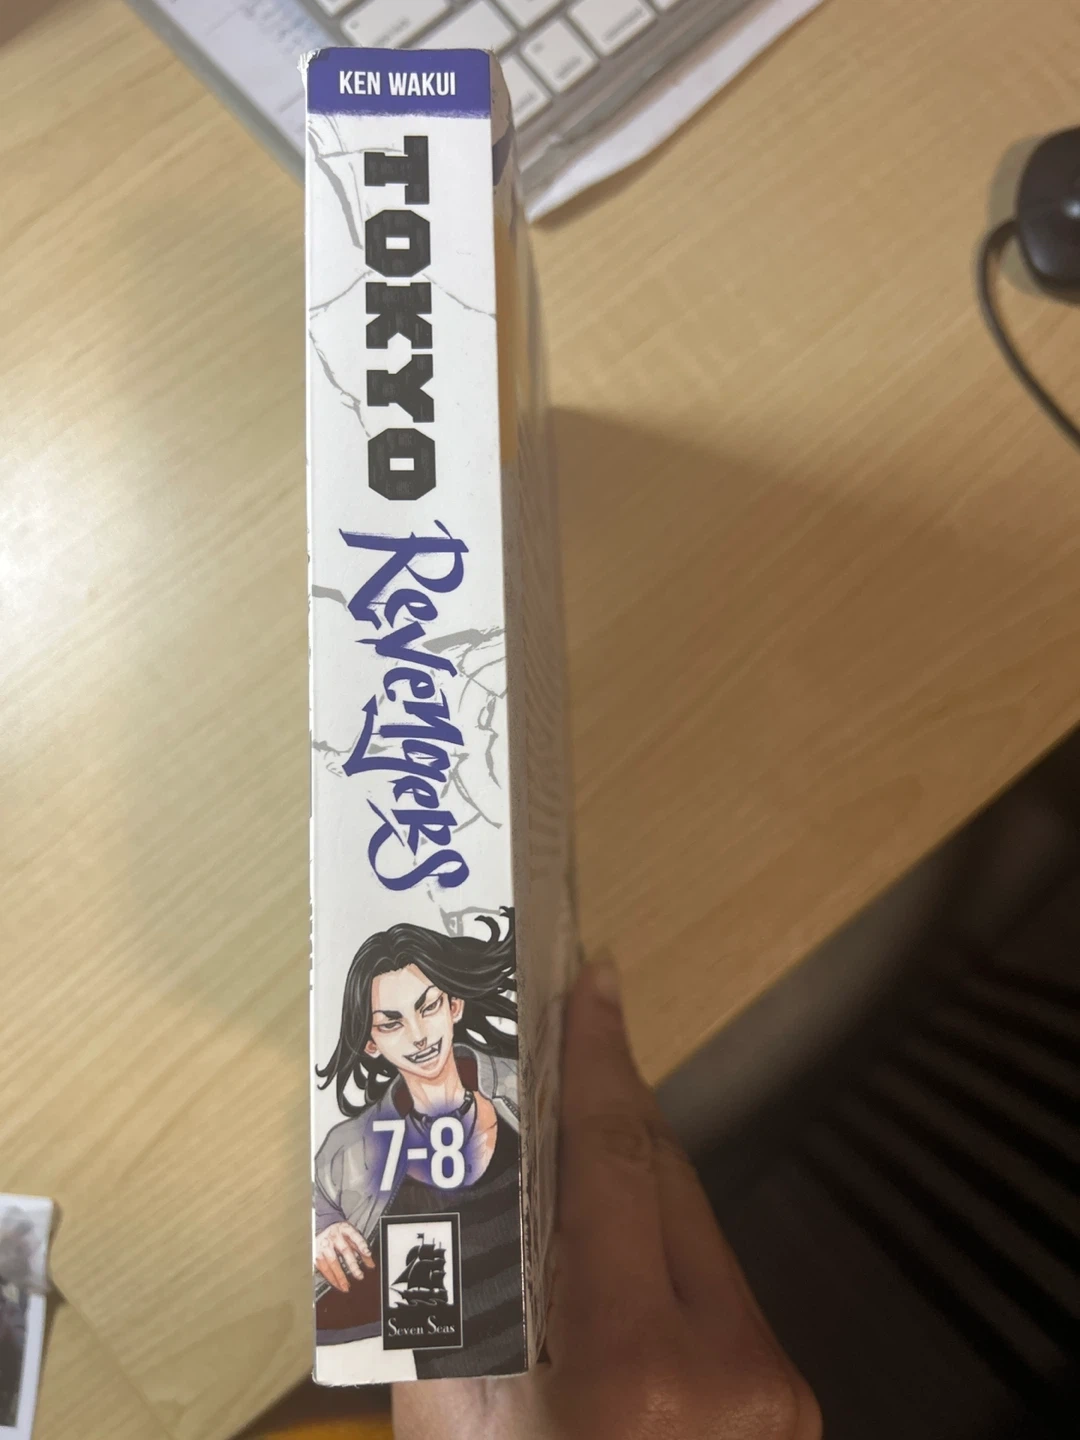 KEN WAKUI
TOKYO
Revengers
7-8
Seven Seas